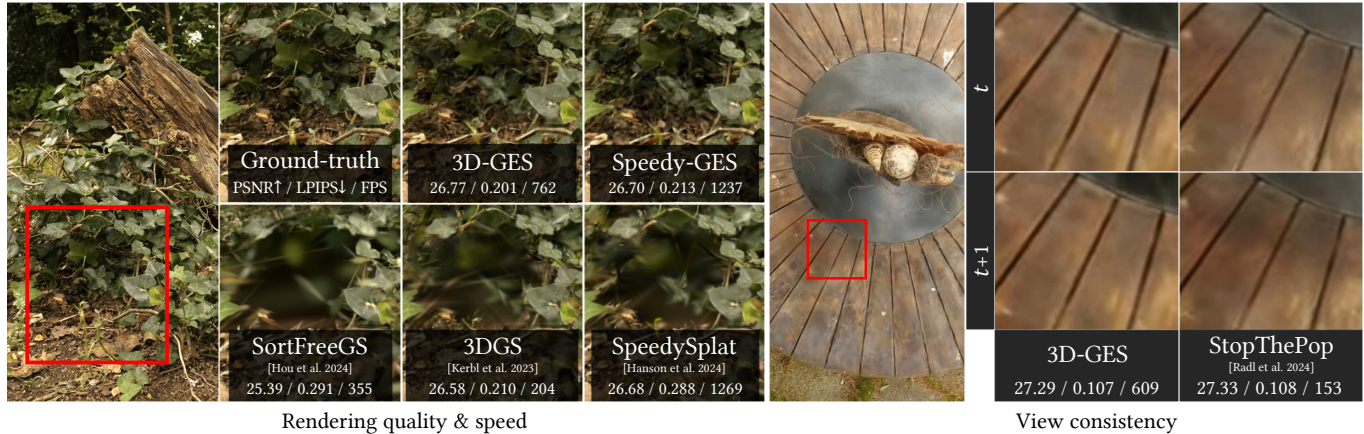 Ground-truth
PSNR↑ / LPIPS↓ / FPS
3D-GES
26.77 / 0.201 / 762
Speedy-GES
26.70 / 0.213 / 1237
SortFreeGS
[Hou et al. 2024]
25.39 / 0.291 / 355
3DGS
[Kerbl et al. 2023]
26.58 / 0.210 / 204
SpeedySplat
[Hanson et al. 2024]
26.68 / 0.288 / 1269
Rendering quality & speed
t
t+1
3D-GES
27.29 / 0.107 / 609
StopThePop
[Radl et al. 2024]
27.33 / 0.108 / 153
View consistency